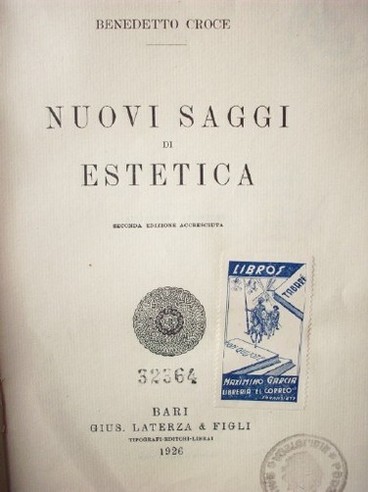 BENEDETTO CROCE
NUOVI SAGGI
DI
ESTETICA
SECONDA EDIZIONE ACCRESCIUTA
LIBROS
32364
MAXIMINO GARCIA
LIBRERIA "EL CORREO"
BARI
GIUS. LATERZA & FIGLI
TIPOGRAFI-EDITORI-LIBRAI
1926